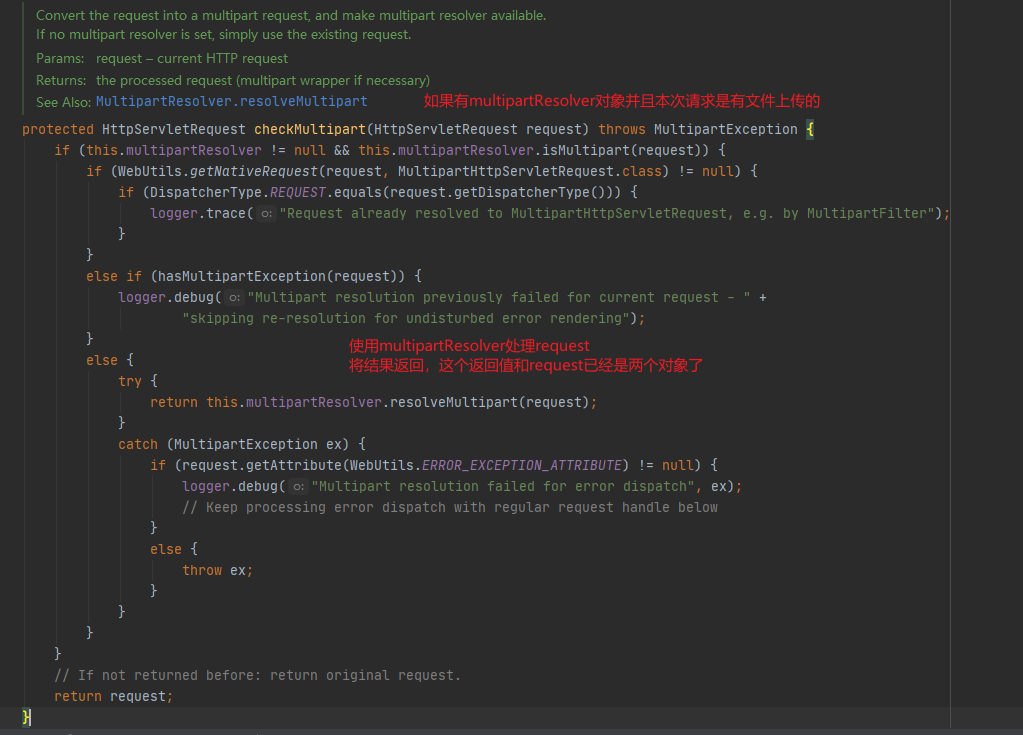 Convert the request into a multipart request, and make multipart resolver available.
If no multipart resolver is set, simply use the existing request.
Params: request – current HTTP request
Returns: the processed request (multipart wrapper if necessary)
See Also: MultipartResolver.resolveMultipart 如果有multipartResolver对象并且本次请求是有文件上传的
protected HttpServletRequest checkMultipart(HttpServletRequest request) throws MultipartException {
if (this.multipartResolver != null && this.multipartResolver.isMultipart(request)) {
if (WebUtils.getNativeRequest(request, MultipartHttpServletRequest.class) != null) {
if (DispatcherType.REQUEST.equals(request.getDispatcherType())) {
logger.trace( o: "Request already resolved to MultipartHttpServletRequest, e.g. by MultipartFilter");
}
}
else if (hasMultipartException(request)) {
logger.debug( o: "Multipart resolution previously failed for current request - " +
"skipping re-resolution for undisturbed error rendering");
}
使用multipartResolver处理request
else {
将结果返回，这个返回值和request已经是两个对象了
try {
return this.multipartResolver.resolveMultipart(request);
}
catch (MultipartException ex) {
if (request.getAttribute(WebUtils.ERROR_EXCEPTION_ATTRIBUTE) != null) {
logger.debug( o: "Multipart resolution failed for error dispatch", ex);
// Keep processing error dispatch with regular request handle below
}
else {
throw ex;
}
}
}
}
// If not returned before: return original request.
return request;
}